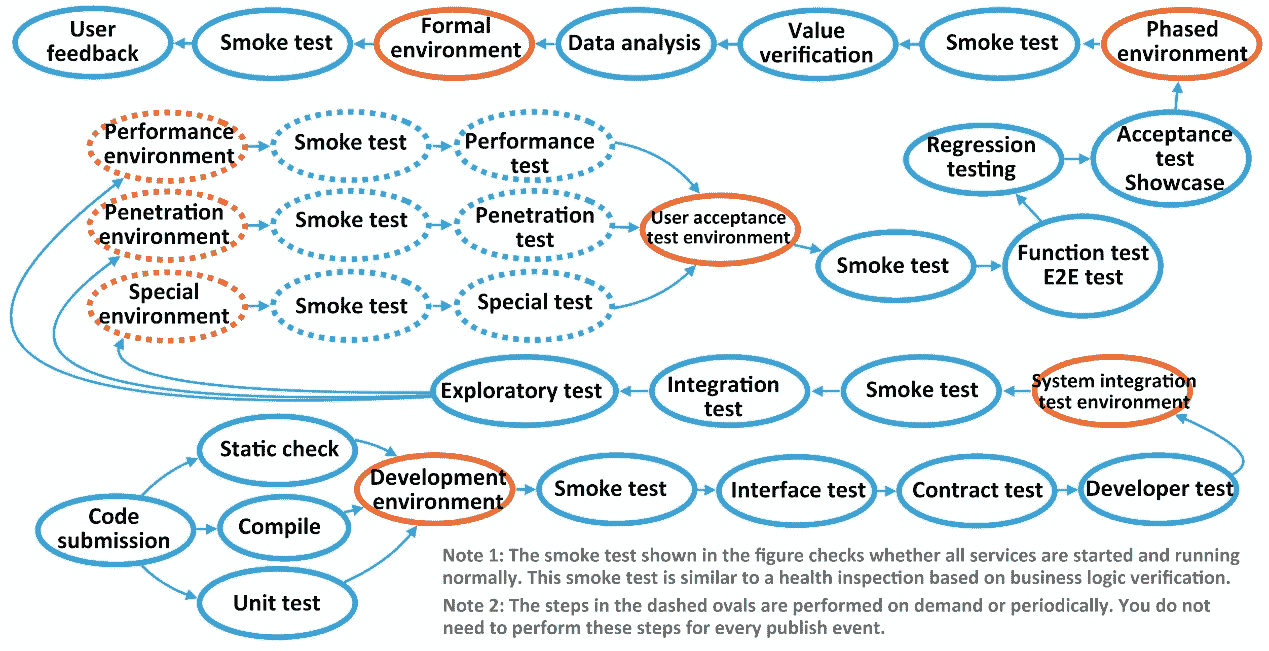 User
feedback
Smoke test
Formal
environment
Data analysis
Value
verification
Smoke test
Phased
environment
Performance
environment
Smoke test
Performance
test
Regression
testing
Acceptance
test
Showcase
Penetration
environment
Smoke test
Penetration
test
User acceptance
test environment
Smoke test
Function test
E2E test
Special
environment
Smoke test
Special test
Exploratory test
Integration
test
Smoke test
System integration
test environment
Static check
Development
environment
Smoke test
Interface test
Contract test
Developer test
Code
submission
Compile
Unit test
Note 1: The smoke test shown in the figure checks whether all services are started and running
normally. This smoke test is similar to a health inspection based on business logic verification.
Note 2: The steps in the dashed ovals are performed on demand or periodically. You do not
need to perform these steps for every publish event.